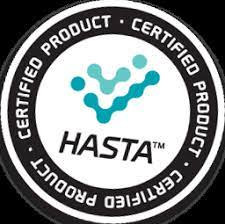 CERTIFIED PRODUCT · CERTIFIED PRODUCT · CERTIFIED PRODUCT ·
HASTA™